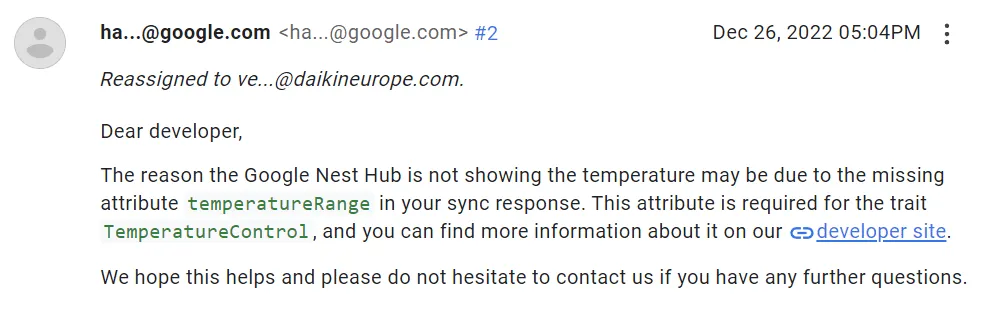 ha...@google.com <ha...@google.com> #2 Dec 26, 2022 05:04PM
Reassigned to ve...@daikineurope.com.
Dear developer,
The reason the Google Nest Hub is not showing the temperature may be due to the missing
attribute temperatureRange in your sync response. This attribute is required for the trait
TemperatureControl, and you can find more information about it on our developer site.
We hope this helps and please do not hesitate to contact us if you have any further questions.